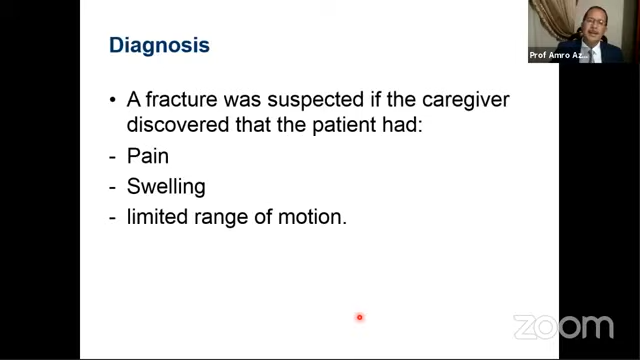 Diagnosis
• A fracture was suspected if the caregiver
discovered that the patient had:
- Pain
- Swelling
- limited range of motion.
Prof Amro Az...
zoom